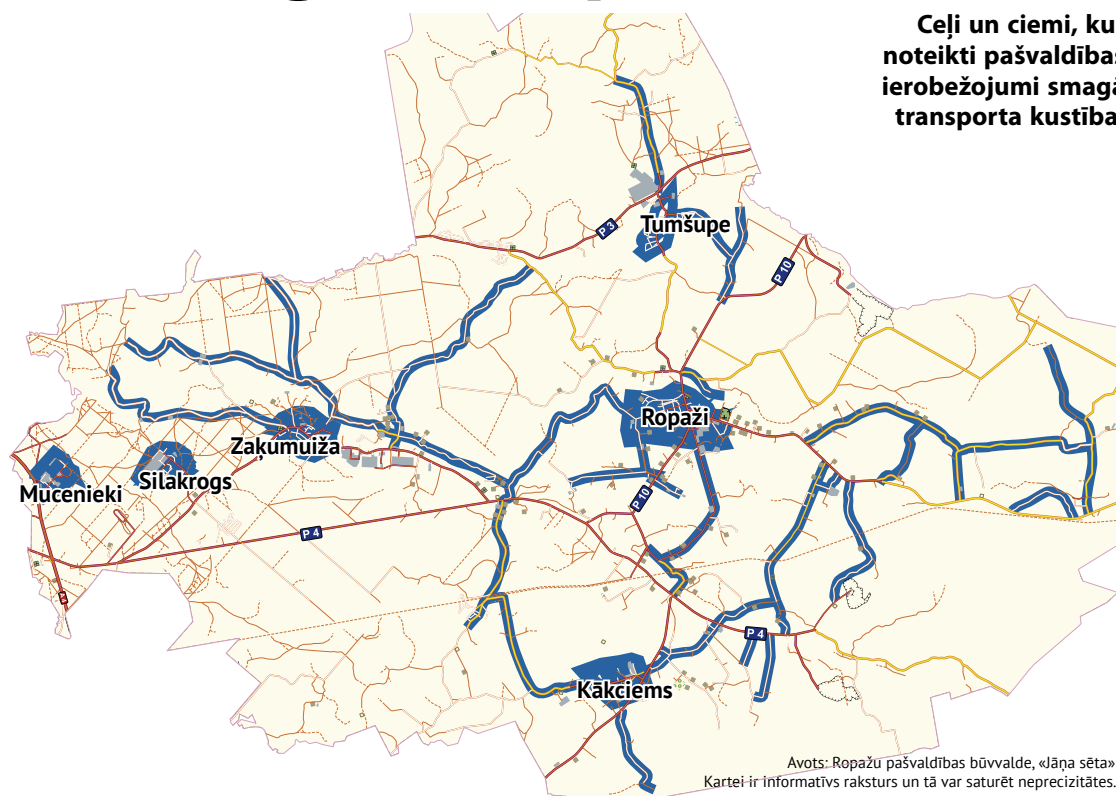 Ceļi un ciemi, ku
noteikti pašvaldības
ierobežojumi smagā
transporta kustība
P 3
Tumšupe
P 10
Ropaži
Zaķumuiža
Silakrogs
Mucenieki
P 10
P 4
P 4
Kākciems
Avots: Ropažu pašvaldības būvvalde, «Jāņa sēta»
Kartei ir informatīvs raksturs un tā var saturēt neprecizitātes.